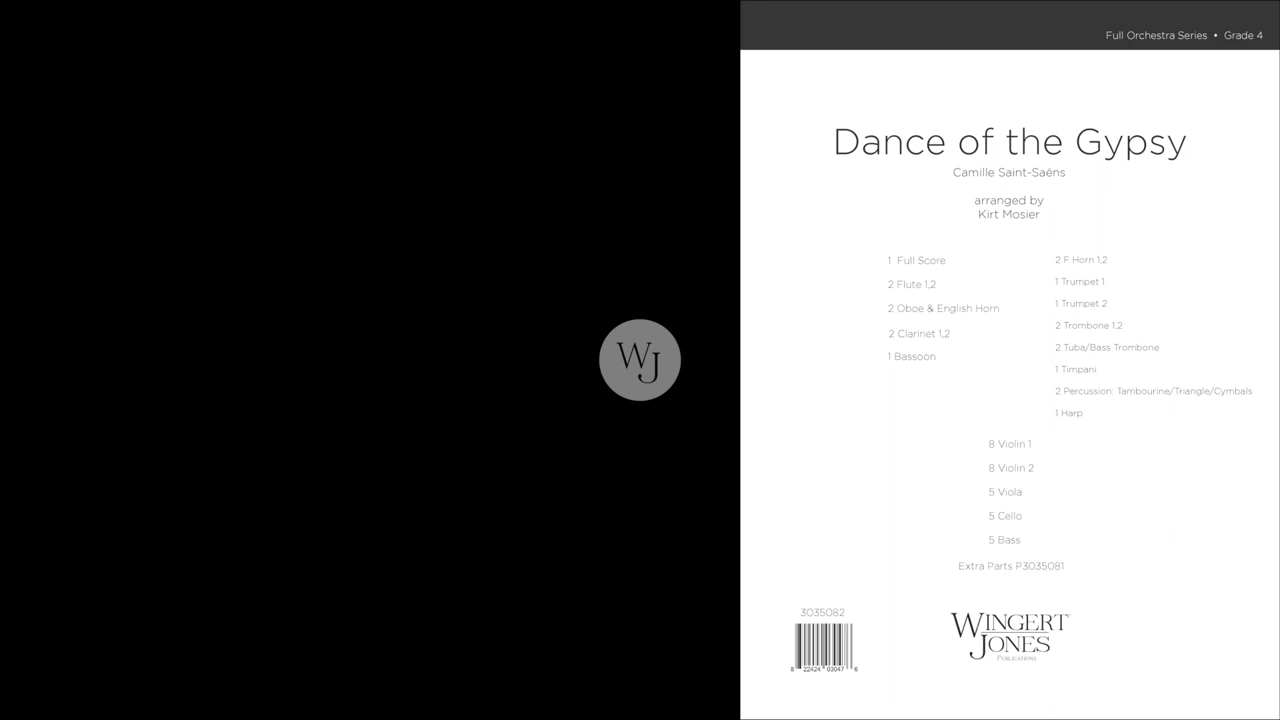 Full Orchestra Series • Grade 4
Dance of the Gypsy
Camille Saint-Saëns
arranged by
Kirt Mosier
1 Full Score
2 Flute 1,2
2 Oboe & English Horn
2 Clarinet 1,2
1 Bassoon
2 F Horn 1,2
1 Trumpet 1
1 Trumpet 2
2 Trombone 1,2
2 Tuba/Bass Trombone
1 Timpani
2 Percussion: Tambourine/Triangle/Cymbals
1 Harp
8 Violin 1
8 Violin 2
5 Viola
5 Cello
5 Bass
Extra Parts P3035081
3035082
8 22424 03047 6
WINGERT
JONES
PUBLICATIONS
WJ